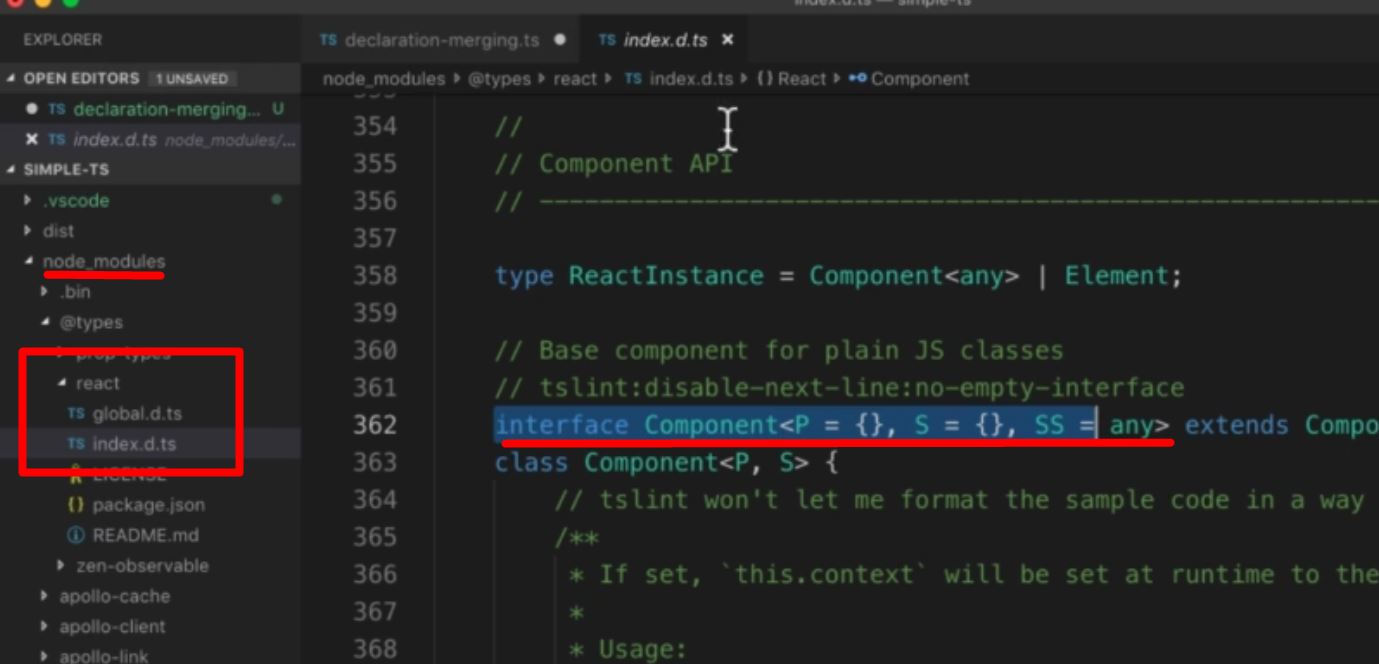 index.d.ts — simple-ts
EXPLORER
OPEN EDITORS 1 UNSAVED
TS declaration-merging... U
TS index.d.ts node_modules/...
SIMPLE-TS
.vscode
dist
node_modules
.bin
@types
prop-types
react
TS global.d.ts
TS index.d.ts
LICENSE
{} package.json
README.md
zen-observable
apollo-cache
apollo-client
apollo-link
TS declaration-merging.ts
TS index.d.ts
node_modules @types react TS index.d.ts {} React Component
353
354 //
355 // Component API
356 // --------------------------------------------------------
357
358 type ReactInstance = Component<any> | Element;
359
360 // Base component for plain JS classes
361 // tslint:disable-next-line:no-empty-interface
362 interface Component<P = {}, S = {}, SS = any> extends Compo
363 class Component<P, S> {
364 // tslint won't let me format the sample code in a way
365 /**
366 * If set, `this.context` will be set at runtime to the
367 *
368 * Usage: